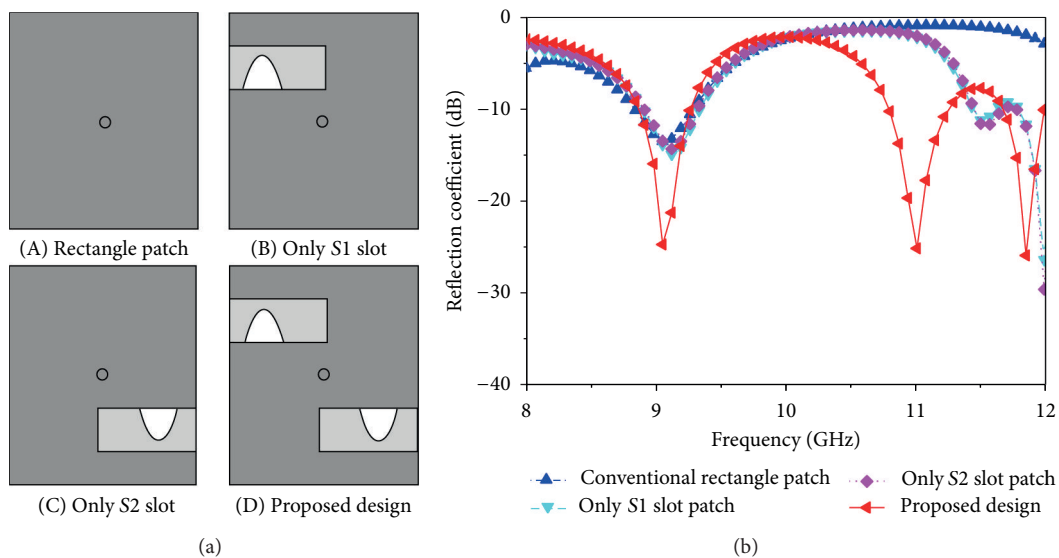 (A) Rectangle patch
(B) Only S1 slot
(C) Only S2 slot
(D) Proposed design
(a)
0
−10
−20
−30
−40
Reflection coefficient (dB)
8
9
10
11
12
Frequency (GHz)
Conventional rectangle patch
Only S1 slot patch
Only S2 slot patch
Proposed design
(b)